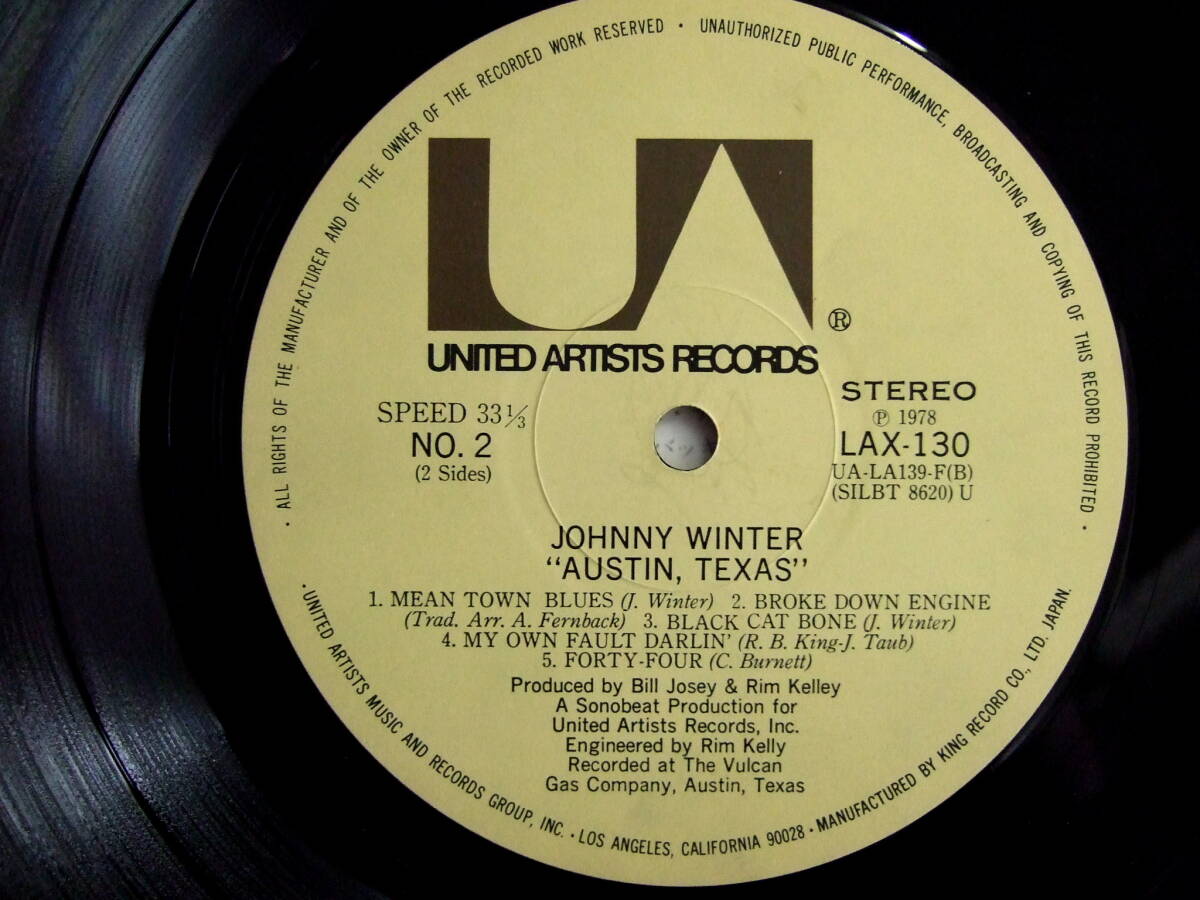 · ALL RIGHTS OF THE MANUFACTURER AND OF THE OWNER OF THE RECORDED WORK RESERVED · UNAUTHORIZED PUBLIC PERFORMANCE, BROADCASTING AND COPYING OF THIS RECORD PROHIBITED ·
UA
®
UNITED ARTISTS RECORDS
SPEED 33 1/3
NO. 2
(2 Sides)
STEREO
℗ 1978
LAX-130
UA-LA139-F(B)
(SILBT 8620) U
JOHNNY WINTER
"AUSTIN, TEXAS"
1. MEAN TOWN BLUES (J. Winter) 2. BROKE DOWN ENGINE
(Trad. Arr. A. Fernback) 3. BLACK CAT BONE (J. Winter)
4. MY OWN FAULT DARLIN' (R. B. King-J. Taub)
5. FORTY-FOUR (C. Burnett)
Produced by Bill Josey & Rim Kelley
A Sonobeat Production for
United Artists Records, Inc.
Engineered by Rim Kelly
Recorded at The Vulcan
Gas Company, Austin, Texas
· UNITED ARTISTS MUSIC AND RECORDS GROUP, INC. · LOS ANGELES, CALIFORNIA 90028 · MANUFACTURED BY KING RECORD CO., LTD. JAPAN.